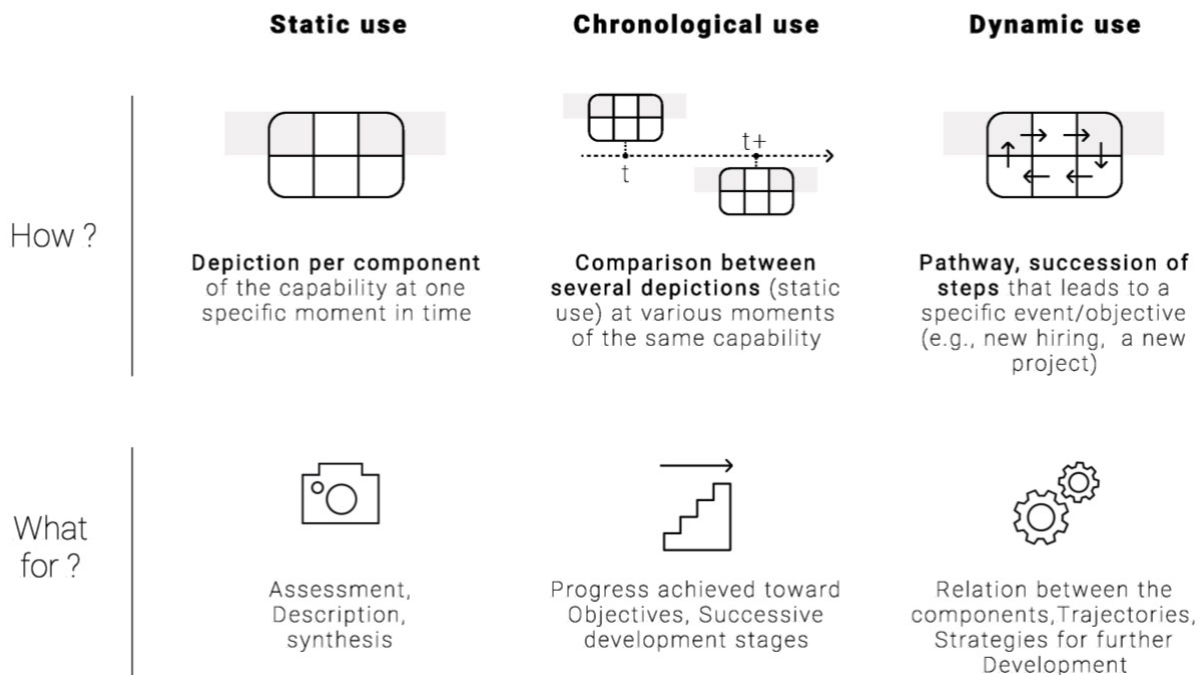 Static use
Chronological use
Dynamic use
How ?
t
t+
Depiction per component
of the capability at one
specific moment in time
Comparison between
several depictions (static
use) at various moments
of the same capability
Pathway, succession of
steps that leads to a
specific event/objective
(e.g., new hiring, a new
project)
What
for ?
Assessment,
Description,
synthesis
Progress achieved toward
Objectives, Successive
development stages
Relation between the
components,Trajectories,
Strategies for further
Development